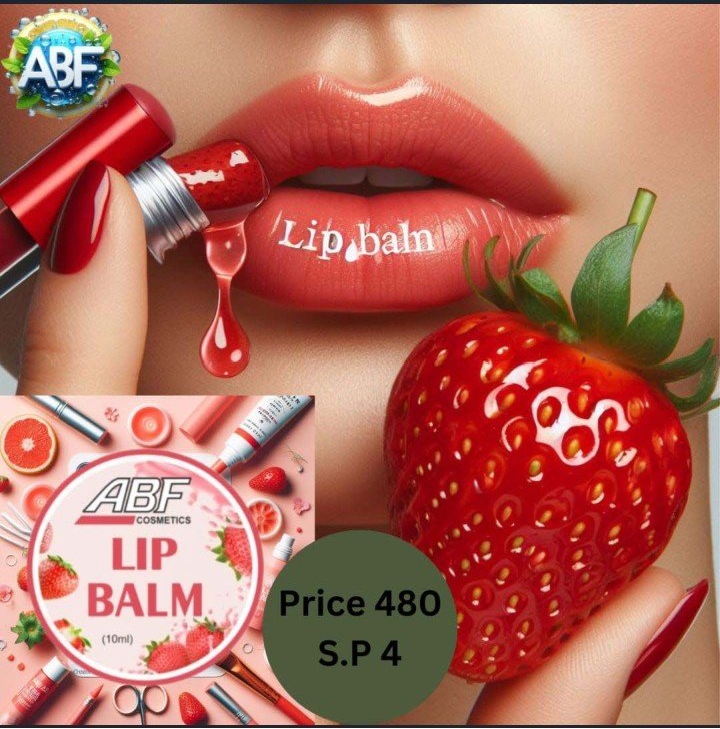 ABF
Lip balm
ABF
COSMETICS
LIP
BALM
(10ml)
Price 480
S.P 4